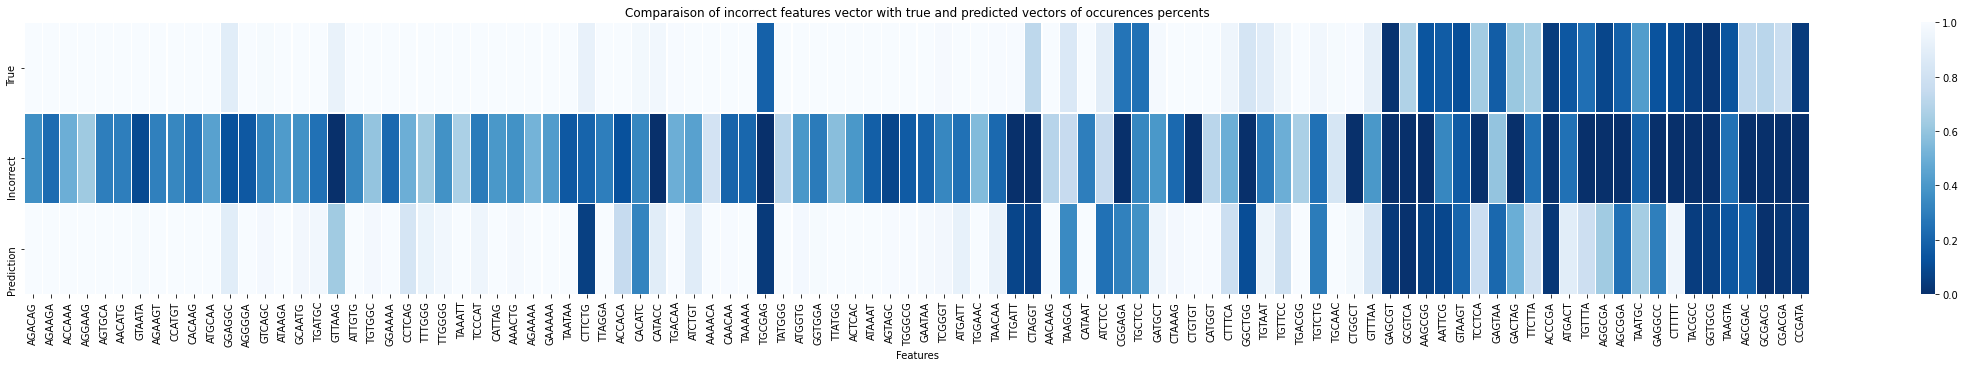 Comparaison of incorrect features vector with true and predicted vectors of occurences percents
True
Incorrect
Prediction
AGACAG AGAAGA ACCAAA AGGAAG AGTGCA AACATG GTAATA AGAAGT CCATGT CACAAG ATGCAA GGAGGC AGGGGA GTCAGC ATAAGA GCAATG TGATGC GTTAAG ATTGTG TGTGGC GGAAAA CCTCAG TTTGGG TTGGGG TAAATT TCCCAT CATTAG AACTGG AGAAAA GAAAAA TAATAA CTTCTG TTAGGA ACCACA CACATC CATACC TGACAA ATCTGT AAAACA CAACAA TAAAAA TGCGAG TATGGG ATGGTG GGTGGA TTATGG ACTCAC ATAAAT AGTAGC TGGGCG GAATAA TCGGGT ATGATT TGGAAC TAACAA TTGATT CTAGGT AACAAG TAAGCA CATAAT ATCTCC CGGAGA TGCTCC GATGCT CTAAAG CTGTGT CATGGT CTTTCA GGCTGG TGTAAT TGTTCC TGACGG TGTCTG TGCAAC CTGGCT GTTTAA GAGCGT GCGTCA AAGCGG AATTCG GTAAGT TCCTCA GAGTAA GACTAG TTCTTA ACCCGA ATGACT TGTTTA AGGCGA AGCGGA TAATGC GAGGCC CTTTTT TACGCC GGTGCG TAAGTA AGCGAC GCGACG CGACGA CCGATA
Features
1.0
0.8
0.6
0.4
0.2
0.0